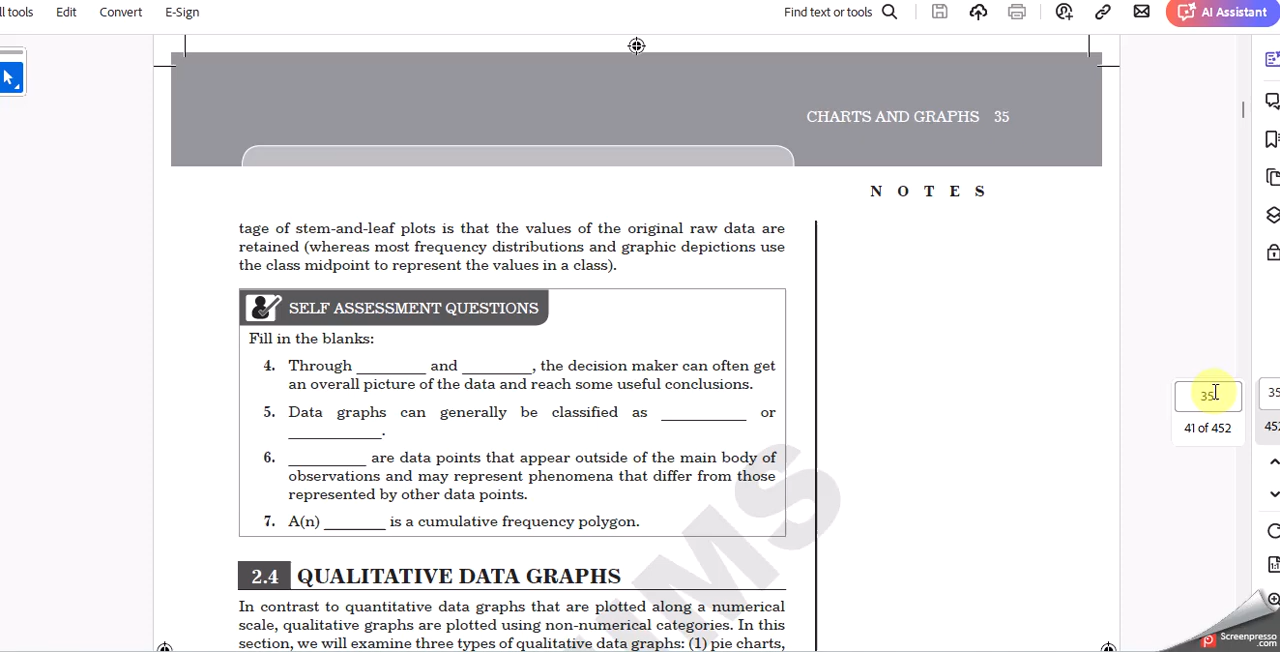 ll tools Edit Convert E-Sign Find text or tools AI Assistant
CHARTS AND GRAPHS 35
N O T E S
tage of stem-and-leaf plots is that the values of the original raw data are
retained (whereas most frequency distributions and graphic depictions use
the class midpoint to represent the values in a class).
SELF ASSESSMENT QUESTIONS
Fill in the blanks:
4. Through ________ and ________, the decision maker can often get
an overall picture of the data and reach some useful conclusions.
5. Data graphs can generally be classified as __________ or
___________.
6. _________ are data points that appear outside of the main body of
observations and may represent phenomena that differ from those
represented by other data points.
7. A(n) _______ is a cumulative frequency polygon.
2.4 QUALITATIVE DATA GRAPHS
In contrast to quantitative data graphs that are plotted along a numerical
scale, qualitative graphs are plotted using non-numerical categories. In this
section, we will examine three types of qualitative data graphs: (1) pie charts,
IMS
35
41 of 452
35
452
Screenpresso
.com